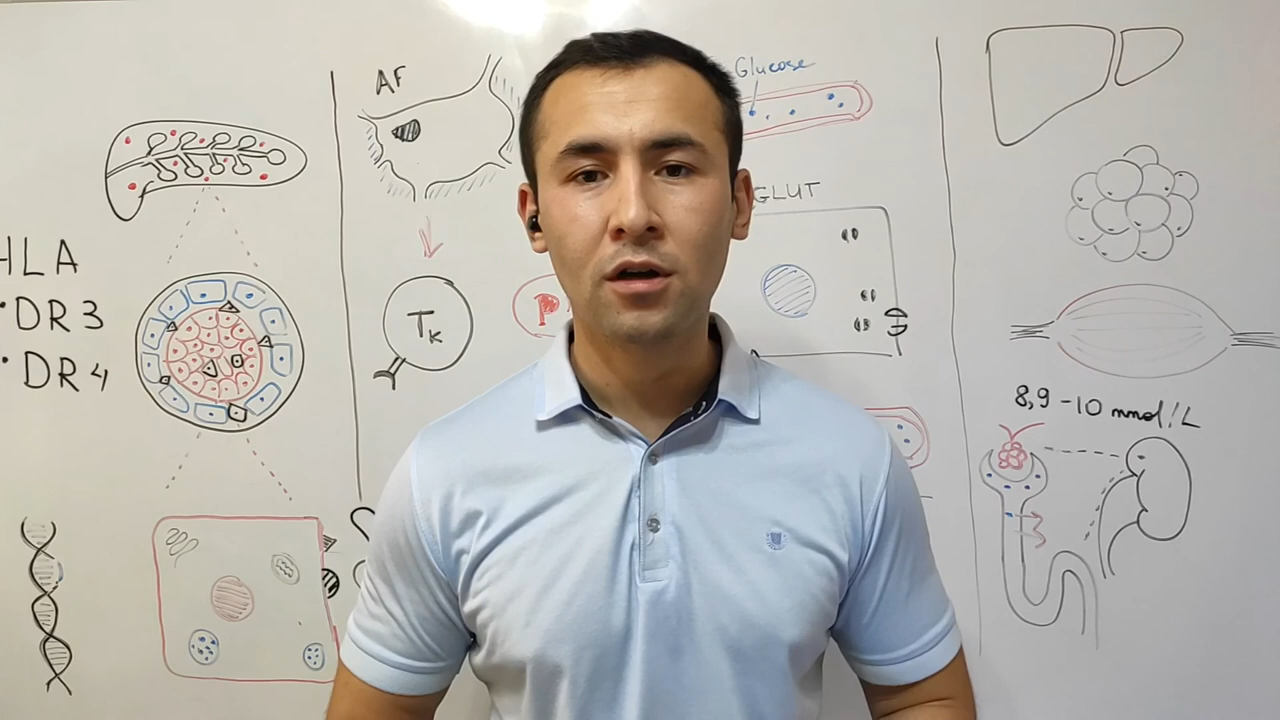 HLA
• DR3
• DR4
AF
Tk
P
Glucose
GLUT
8,9 - 10 mmol/L